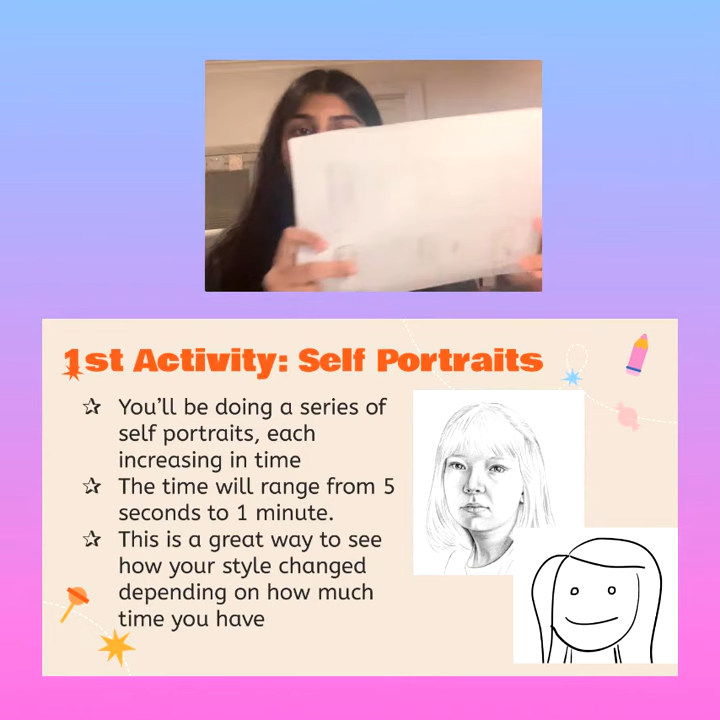 1st Activity: Self Portraits
You'll be doing a series of
self portraits, each
increasing in time
The time will range from 5
seconds to 1 minute.
This is a great way to see
how your style changed
depending on how much
time you have